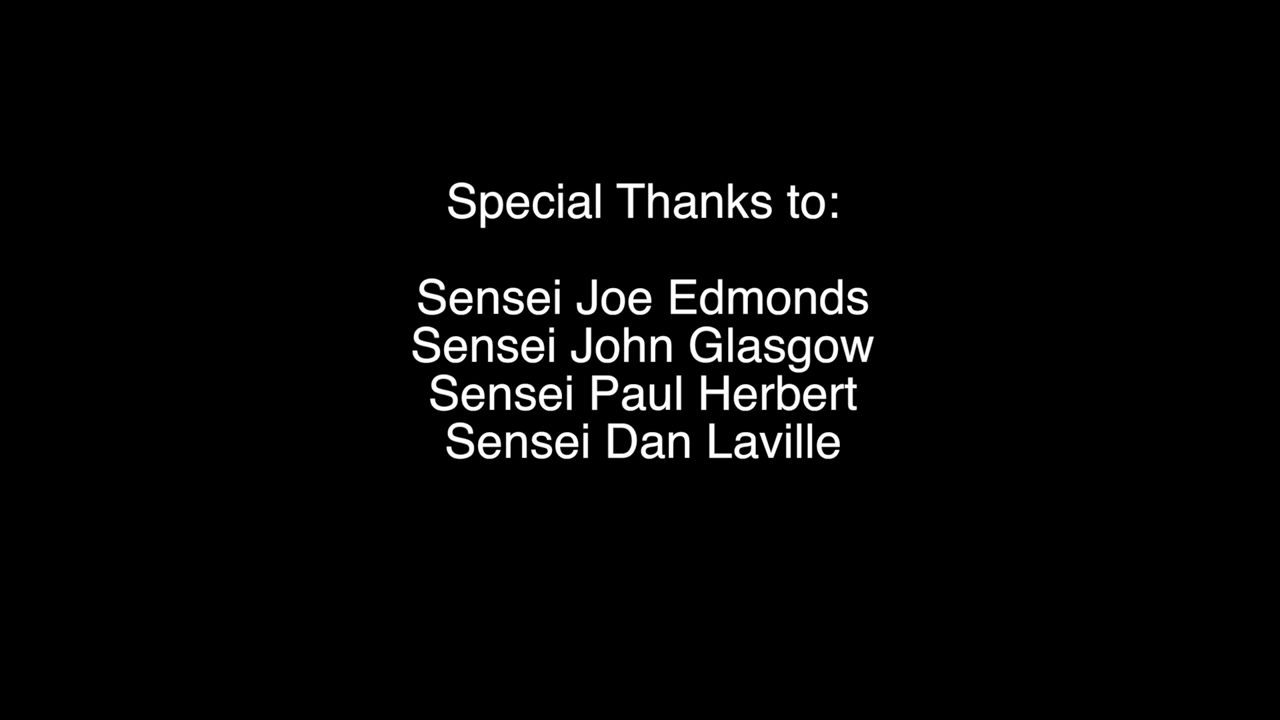 Special Thanks to:
Sensei Joe Edmonds
Sensei John Glasgow
Sensei Paul Herbert
Sensei Dan Laville